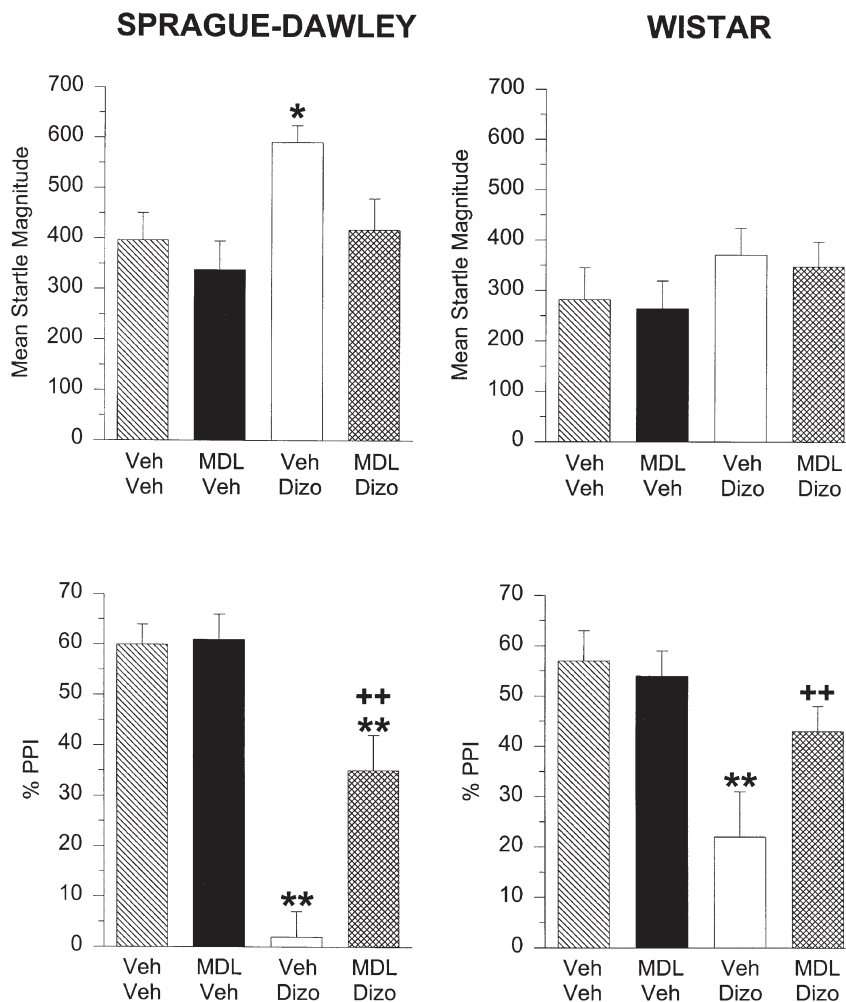 SPRAGUE-DAWLEY
WISTAR
Mean Startle Magnitude
700
600
500
400
300
200
100
0
*
Veh MDL Veh MDL
Veh Veh Dizo Dizo
Mean Startle Magnitude
700
600
500
400
300
200
100
0
Veh MDL Veh MDL
Veh Veh Dizo Dizo
% PPI
70
60
50
40
30
20
10
0
++
**
**
Veh MDL Veh MDL
Veh Veh Dizo Dizo
% PPI
70
60
50
40
30
20
10
0
++
**
Veh MDL Veh MDL
Veh Veh Dizo Dizo